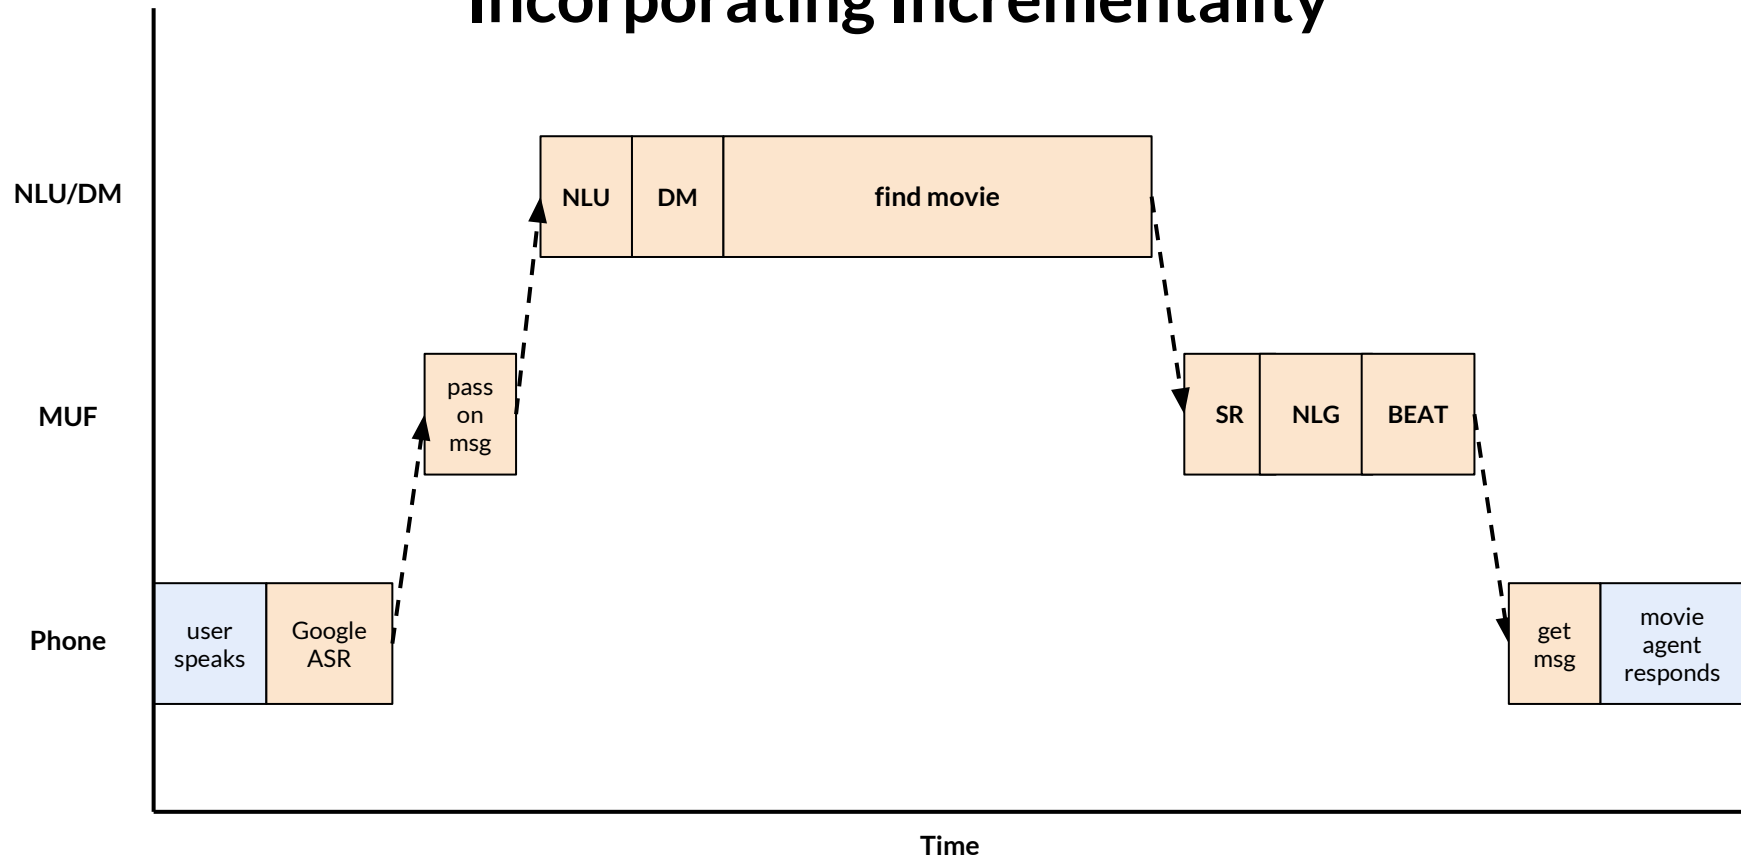 Incorporating Incrementality
NLU/DM
NLU
DM
find movie
MUF
pass
on
msg
SR
NLG
BEAT
Phone
user
speaks
Google
ASR
get
msg
movie
agent
responds
Time